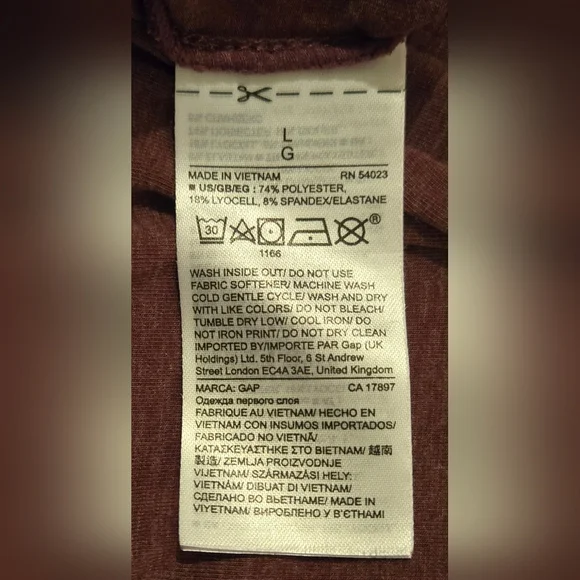 L
G
MADE IN VIETNAM RN 54023
US/GB/EG : 74% POLYESTER,
18% LYOCELL, 8% SPANDEX/ELASTANE
30
1166
WASH INSIDE OUT/ DO NOT USE
FABRIC SOFTENER/ MACHINE WASH
COLD GENTLE CYCLE/ WASH AND DRY
WITH LIKE COLORS/ DO NOT BLEACH/
TUMBLE DRY LOW/ COOL IRON/ DO
NOT IRON PRINT/ DO NOT DRY CLEAN
IMPORTED BY/IMPORTE PAR Gap (UK
Holdings) Ltd. 5th Floor, 6 St Andrew
Street London EC4A 3AE, United Kingdom
MARCA: GAP CA 17897
Одежда первого слоя
FABRIQUE AU VIETNAM/ HECHO EN
VIETNAM CON INSUMOS IMPORTADOS/
FABRICADO NO VIETNÃ/
ΚΑΤΑΣΚΕΥΑΣΤΗΚΕ ΣΤΟ ΒΙΕΤΝΑΜ/ 越南
製造/ ZEMLJA PROIZVODNJE
VIJETNAM/ SZÁRMAZÁSI HELY:
VIETNÁM/ DIBUAT DI VIETNAM/
СДЕЛАНО ВО ВЬЕТНАМЕ/ MADE IN
VIYETNAM/ ВИРОБЛЕНО У В'ЄТНАМІ